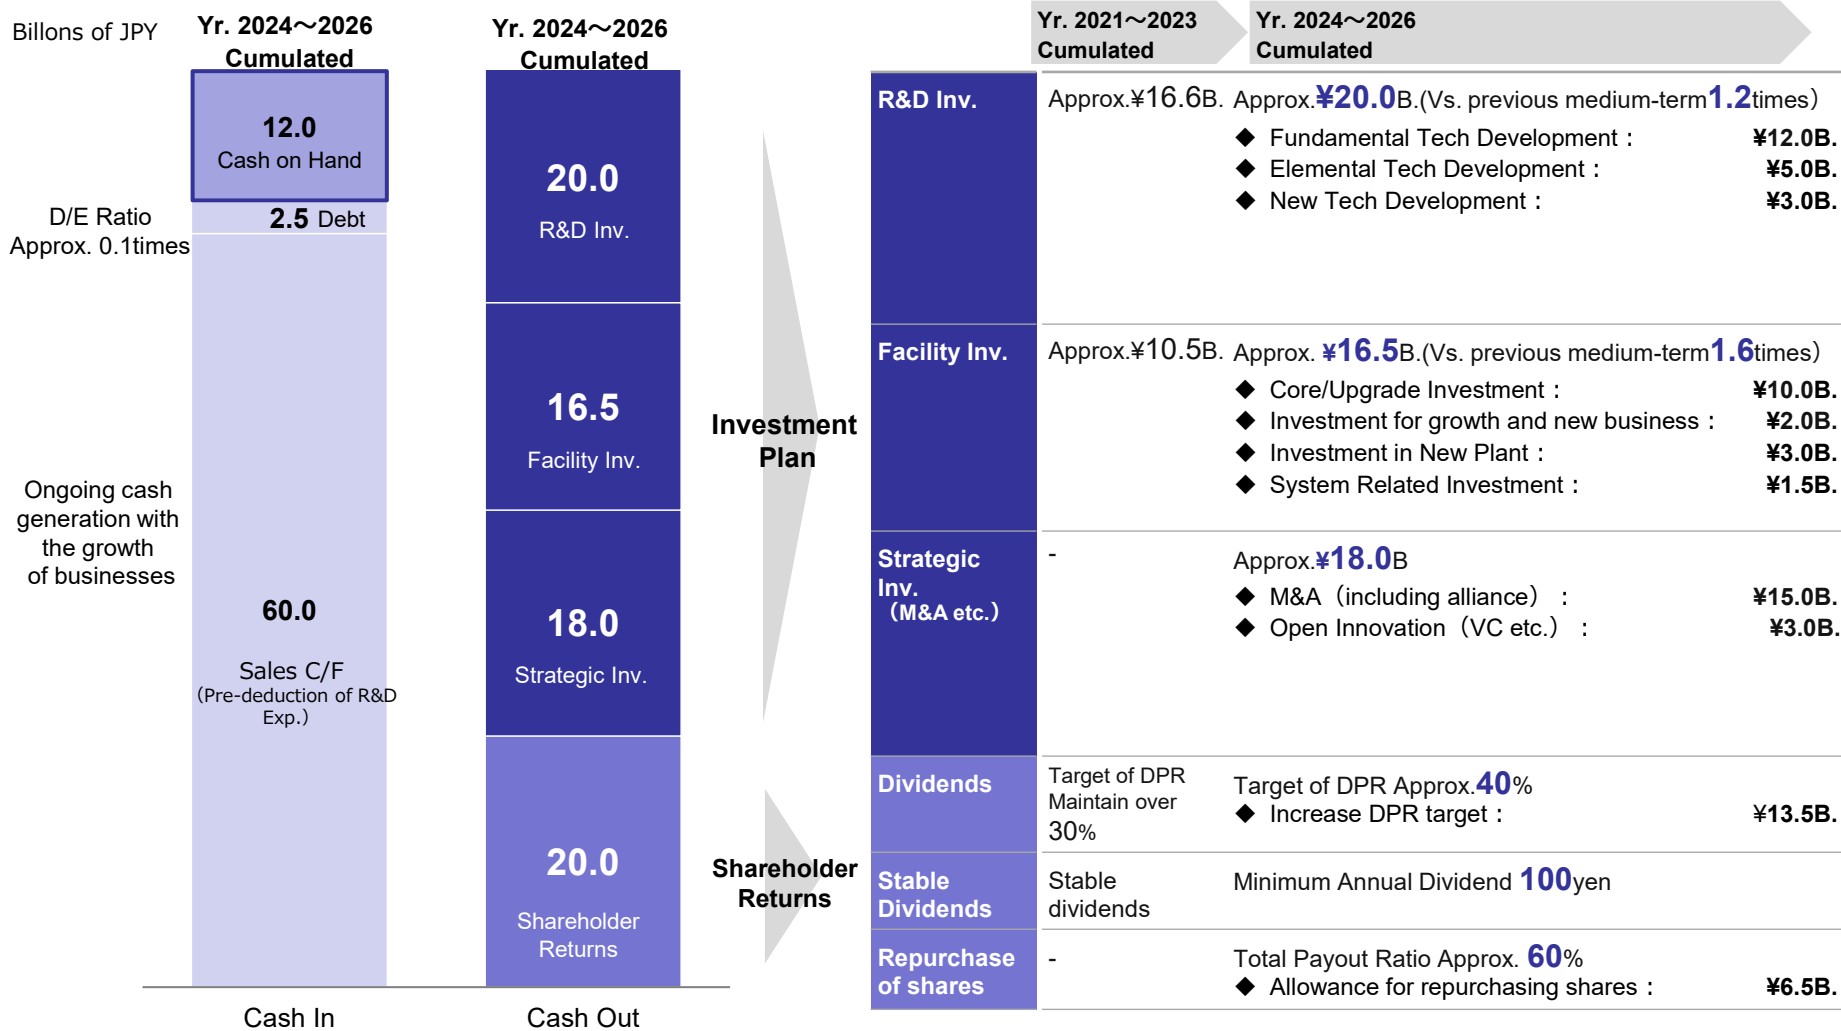 Billons of JPY
Yr. 2024～2026
Cumulated
12.0
Cash on Hand
D/E Ratio
Approx. 0.1times
2.5 Debt
Ongoing cash
generation with
the growth
of businesses
60.0
Sales C/F
（Pre-deduction of R&D
Exp.）
Cash In
Yr. 2024～2026
Cumulated
20.0
R&D Inv.
16.5
Facility Inv.
18.0
Strategic Inv.
20.0
Shareholder
Returns
Cash Out
Investment
Plan
Shareholder
Returns
Yr. 2021～2023
Cumulated
Yr. 2024～2026
Cumulated
R&D Inv.
Approx.¥16.6B.
Approx.¥20.0B.(Vs. previous medium-term1.2times）
◆ Fundamental Tech Development： ¥12.0B.
◆ Elemental Tech Development： ¥5.0B.
◆ New Tech Development： ¥3.0B.
Facility Inv.
Approx.¥10.5B.
Approx. ¥16.5B.(Vs. previous medium-term1.6times）
◆ Core/Upgrade Investment： ¥10.0B.
◆ Investment for growth and new business： ¥2.0B.
◆ Investment in New Plant： ¥3.0B.
◆ System Related Investment： ¥1.5B.
Strategic
Inv.
（M&A etc.）
-
Approx.¥18.0B
◆ M&A（including alliance）： ¥15.0B.
◆ Open Innovation（VC etc.）： ¥3.0B.
Dividends
Target of DPR
Maintain over
30%
Target of DPR Approx.40%
◆ Increase DPR target： ¥13.5B.
Stable
Dividends
Stable
dividends
Minimum Annual Dividend 100yen
Repurchase
of shares
-
Total Payout Ratio Approx. 60%
◆ Allowance for repurchasing shares： ¥6.5B.